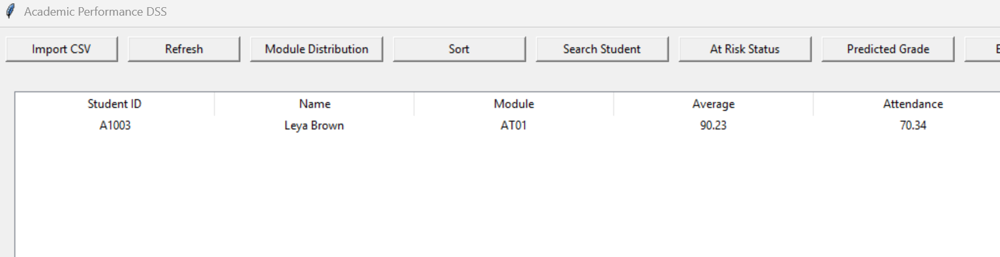 Academic Performance DSS
Import CSV Refresh Module Distribution Sort Search Student At Risk Status Predicted Grade
Student ID Name Module Average Attendance
A1003 Leya Brown AT01 90.23 70.34